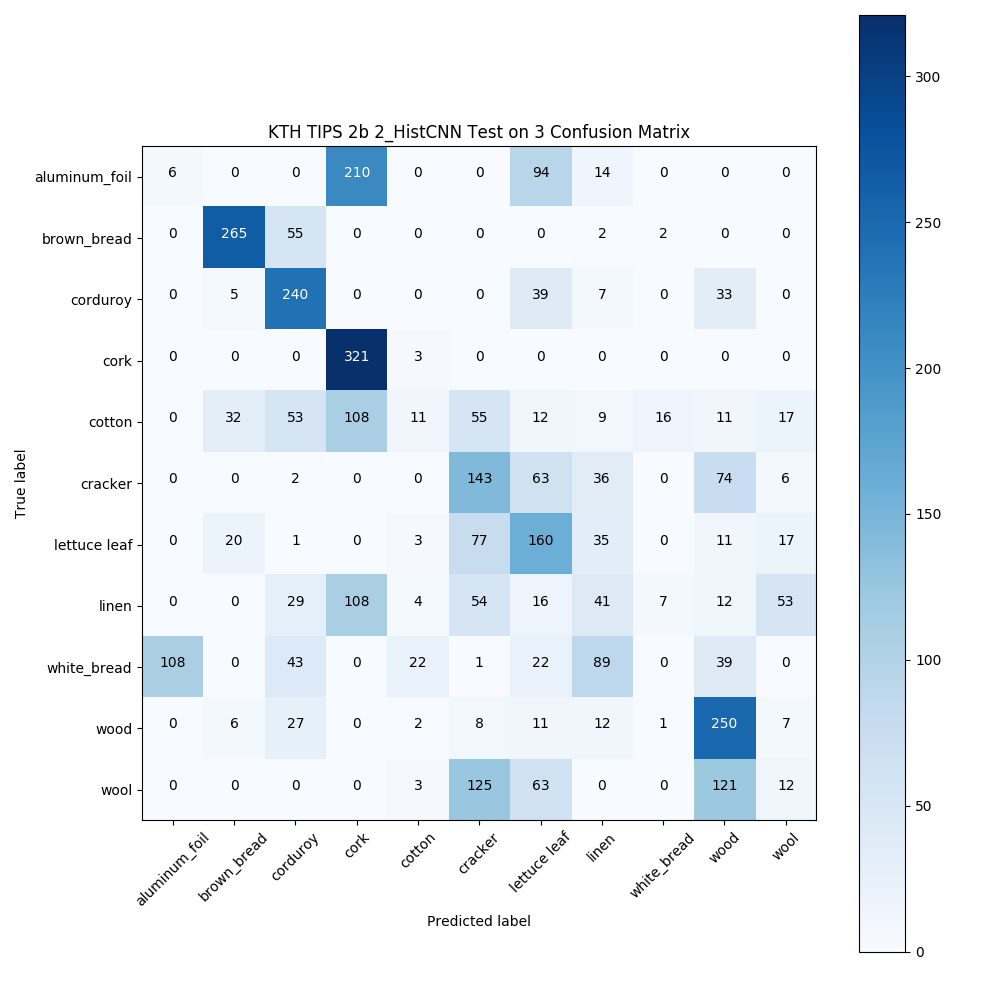 KTH TIPS 2b 2_HistCNN Test on 3 Confusion Matrix
aluminum_foil 6 0 0 210 0 0 94 14 0 0 0
brown_bread 0 265 55 0 0 0 0 2 2 0 0
corduroy 0 5 240 0 0 0 39 7 0 33 0
cork 0 0 0 321 3 0 0 0 0 0 0
cotton 0 32 53 108 11 55 12 9 16 11 17
cracker 0 0 2 0 0 143 63 36 0 74 6
lettuce leaf 0 20 1 0 3 77 160 35 0 11 17
linen 0 0 29 108 4 54 16 41 7 12 53
white_bread 108 0 43 0 22 1 22 89 0 39 0
wood 0 6 27 0 2 8 11 12 1 250 7
wool 0 0 0 0 3 125 63 0 0 121 12
True label
aluminum_foil brown_bread corduroy cork cotton cracker lettuce leaf linen white_bread wood wool
Predicted label
300
250
200
150
100
50
0